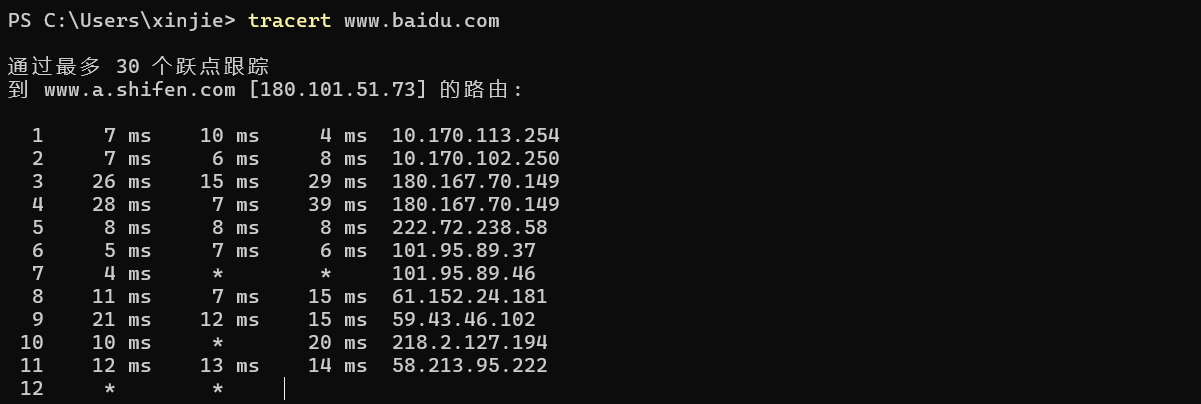 PS C:\Users\xinjie> tracert www.baidu.com
通过最多 30 个跃点跟踪
到 www.a.shifen.com [180.101.51.73] 的路由:
1 7 ms 10 ms 4 ms 10.170.113.254
2 7 ms 6 ms 8 ms 10.170.102.250
3 26 ms 15 ms 29 ms 180.167.70.149
4 28 ms 7 ms 39 ms 180.167.70.149
5 8 ms 8 ms 8 ms 222.72.238.58
6 5 ms 7 ms 6 ms 101.95.89.37
7 4 ms * * 101.95.89.46
8 11 ms 7 ms 15 ms 61.152.24.181
9 21 ms 12 ms 15 ms 59.43.46.102
10 10 ms * 20 ms 218.2.127.194
11 12 ms 13 ms 14 ms 58.213.95.222
12 * *